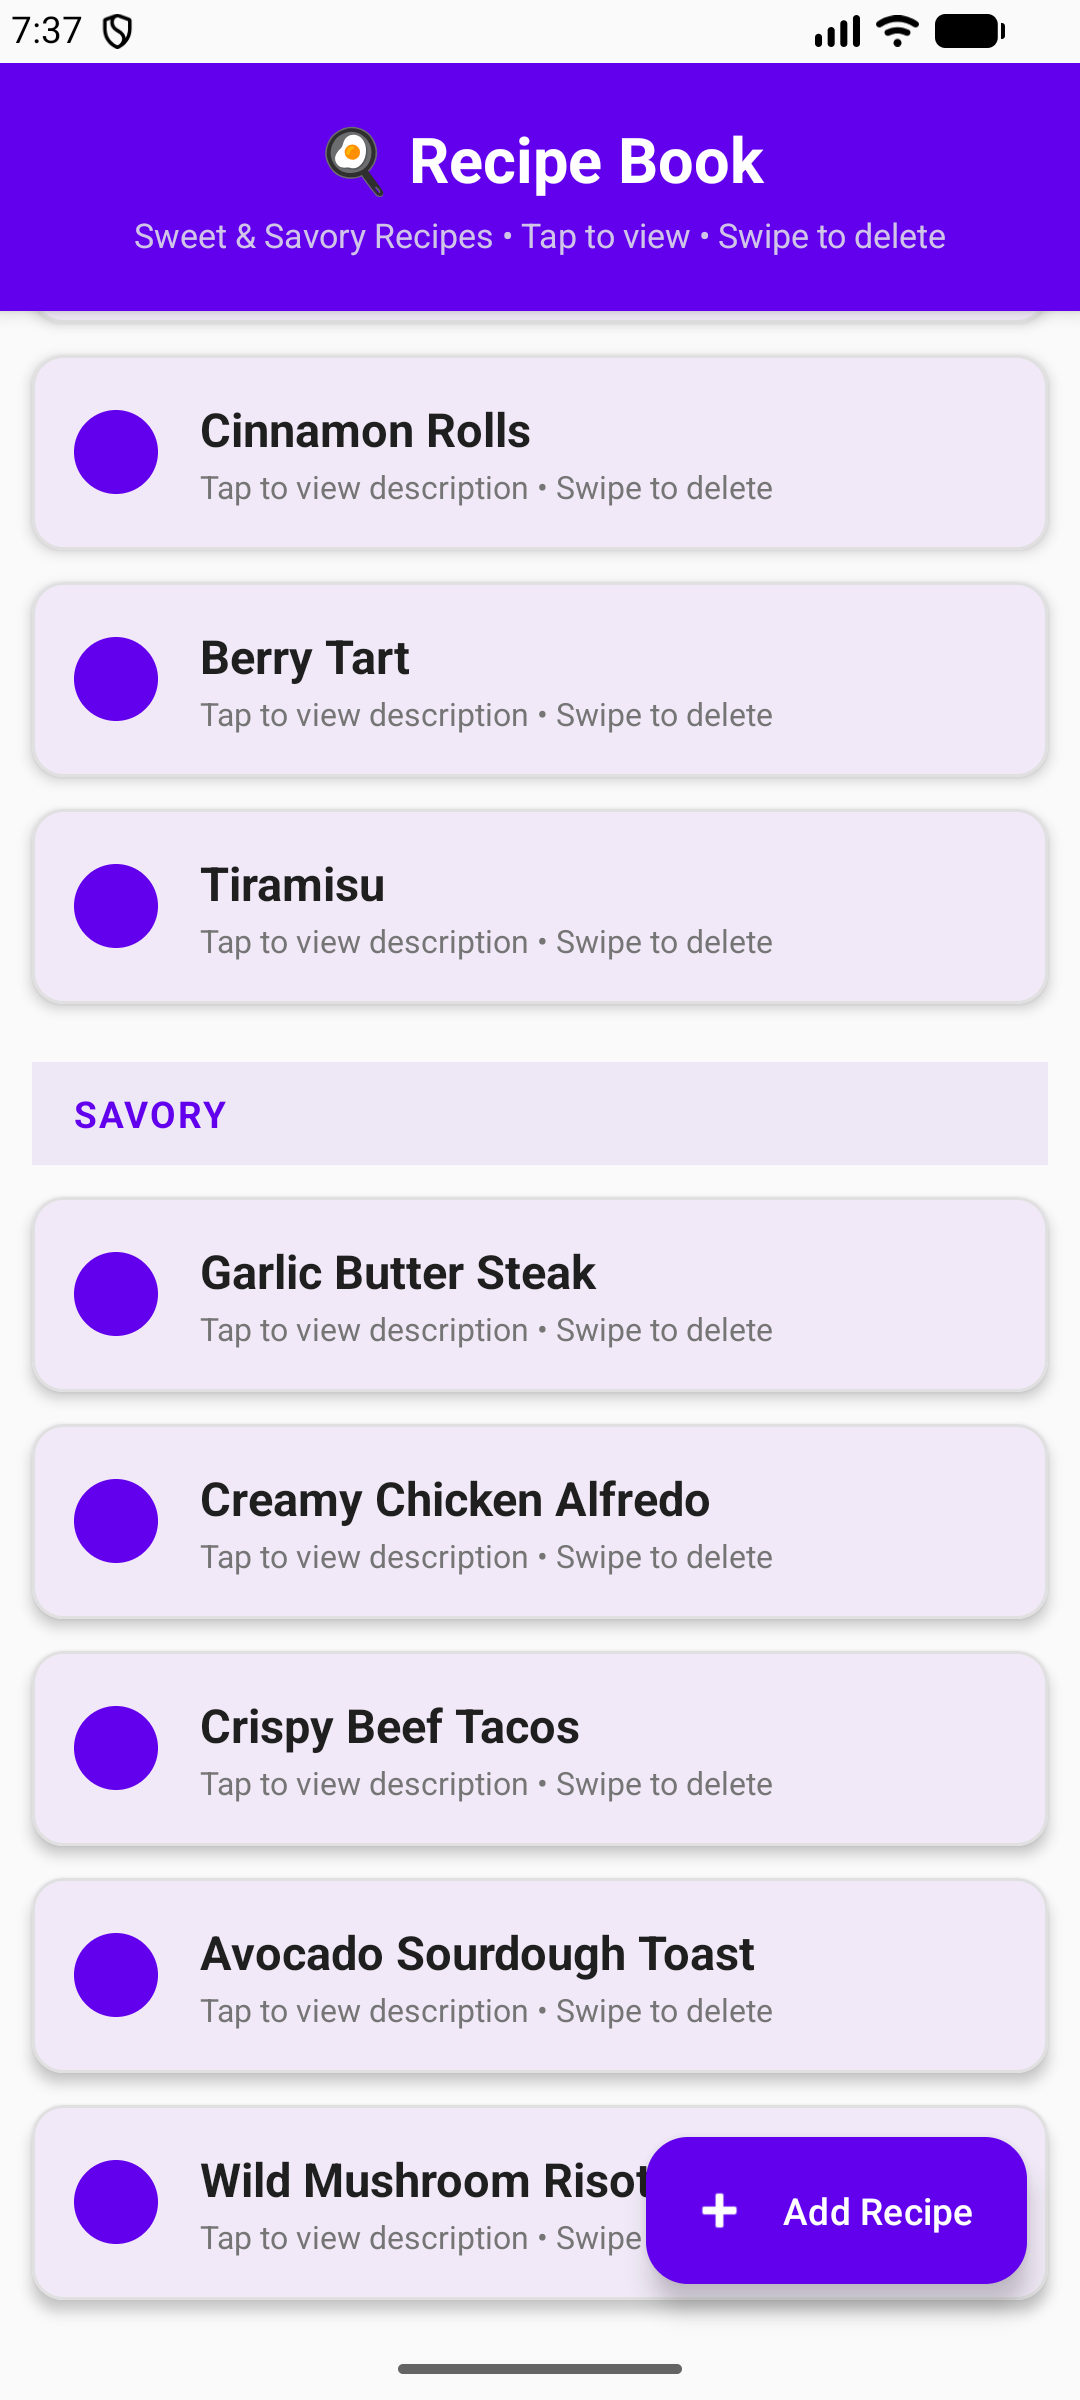 7:37
Recipe Book
Sweet & Savory Recipes • Tap to view • Swipe to delete
Cinnamon Rolls
Tap to view description • Swipe to delete
Berry Tart
Tap to view description • Swipe to delete
Tiramisu
Tap to view description • Swipe to delete
SAVORY
Garlic Butter Steak
Tap to view description • Swipe to delete
Creamy Chicken Alfredo
Tap to view description • Swipe to delete
Crispy Beef Tacos
Tap to view description • Swipe to delete
Avocado Sourdough Toast
Tap to view description • Swipe to delete
Wild Mushroom
Tap to view description • Swipe
Add Recipe